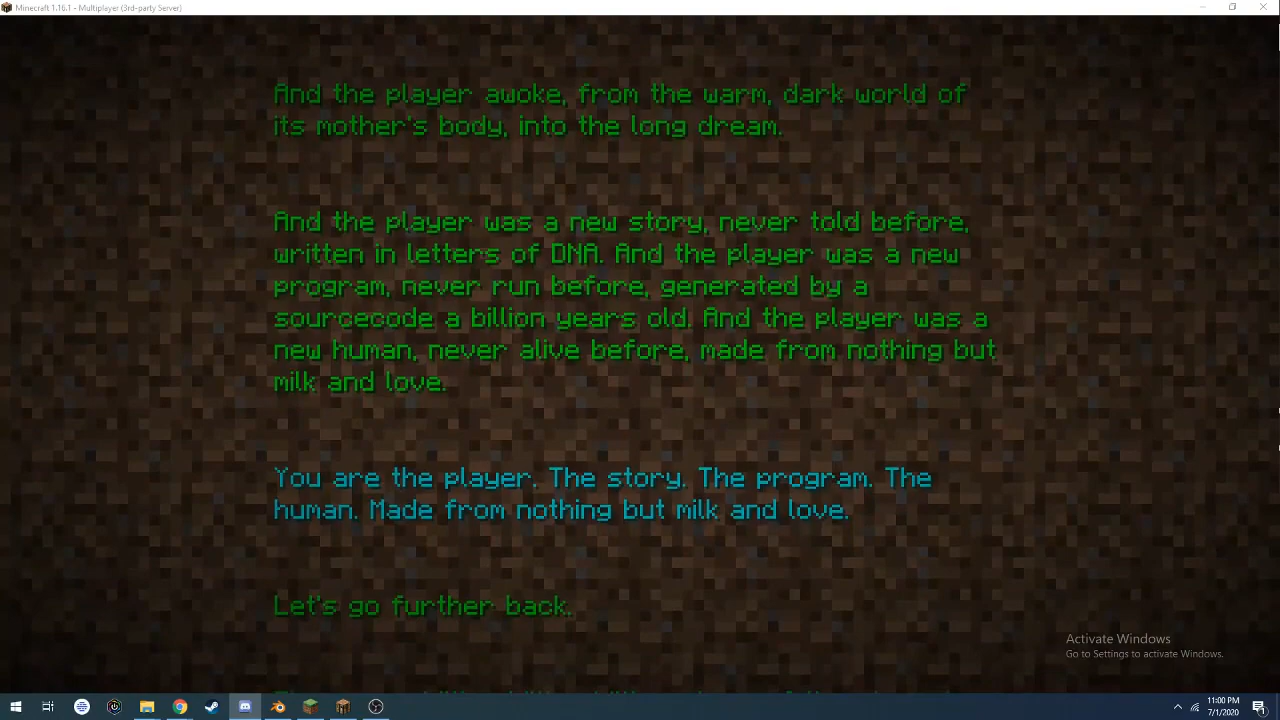 Minecraft 1.16.1 - Multiplayer (3rd-party Server)
And the player awoke, from the warm, dark world of
its mother's body, into the long dream.
And the player was a new story, never told before,
written in letters of DNA. And the player was a new
program, never run before, generated by a
sourcecode a billion years old. And the player was a
new human, never alive before, made from nothing but
milk and love.
You are the player. The story. The program. The
human. Made from nothing but milk and love.
Let's go further back.
Activate Windows
Go to Settings to activate Windows.
11:00 PM
7/1/2020
1